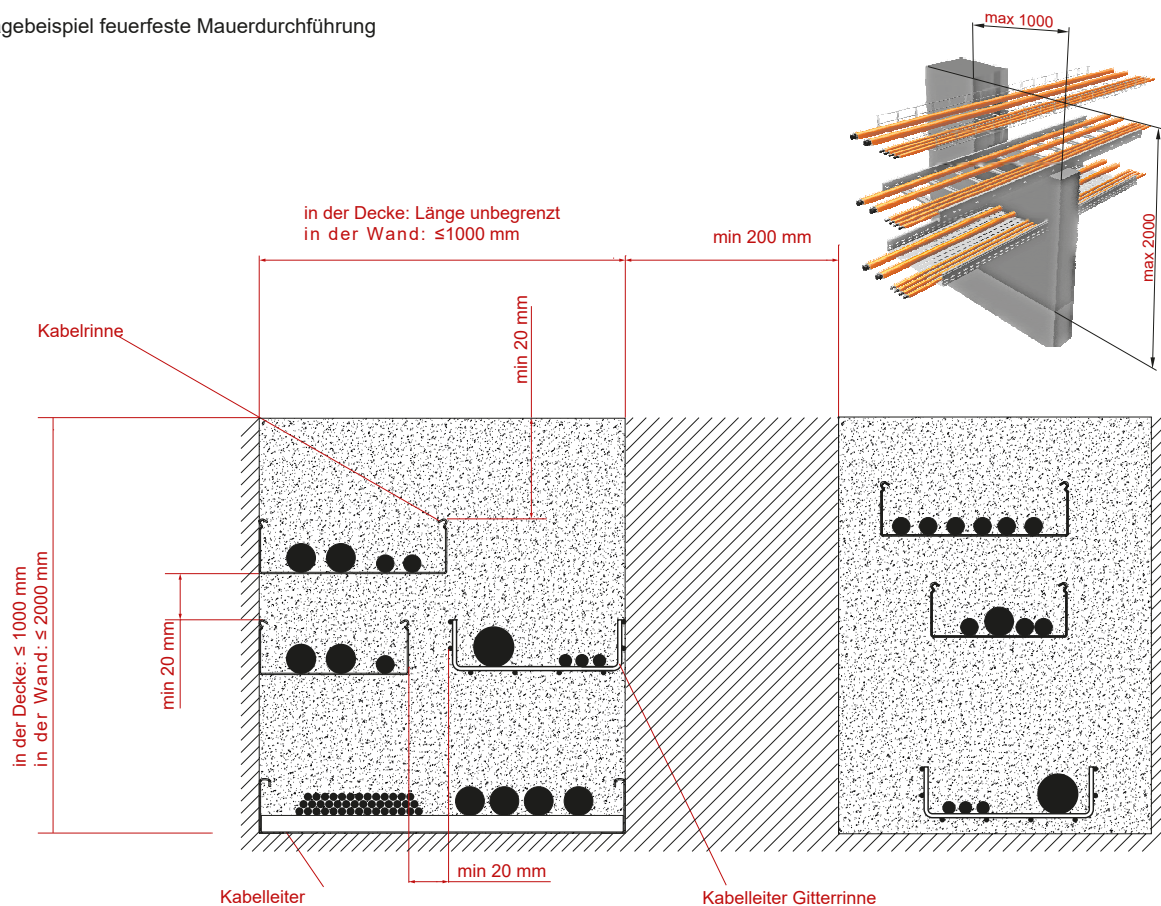 gebeispiel feuerfeste Mauerdurchführung
max 1000
max 2000
in der Decke: Länge unbegrenzt
in der Wand: ≤1000 mm
min 200 mm
Kabelrinne
min 20 mm
in der Decke: ≤ 1000 mm
in der Wand: ≤ 2000 mm
min 20 mm
min 20 mm
Kabelleiter
Kabelleiter Gitterrinne